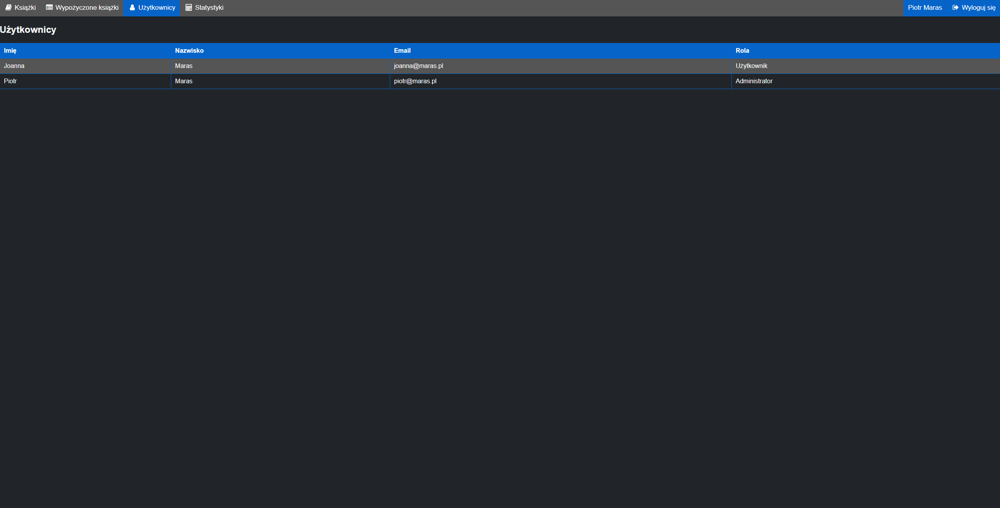 Książki Wypożyczone książki Użytkownicy Statystyki Piotr Maras Wyloguj się
Użytkownicy
Imię Nazwisko Email Rola
Joanna Maras joanna@maras.pl Użytkownik
Piotr Maras piotr@maras.pl Administrator